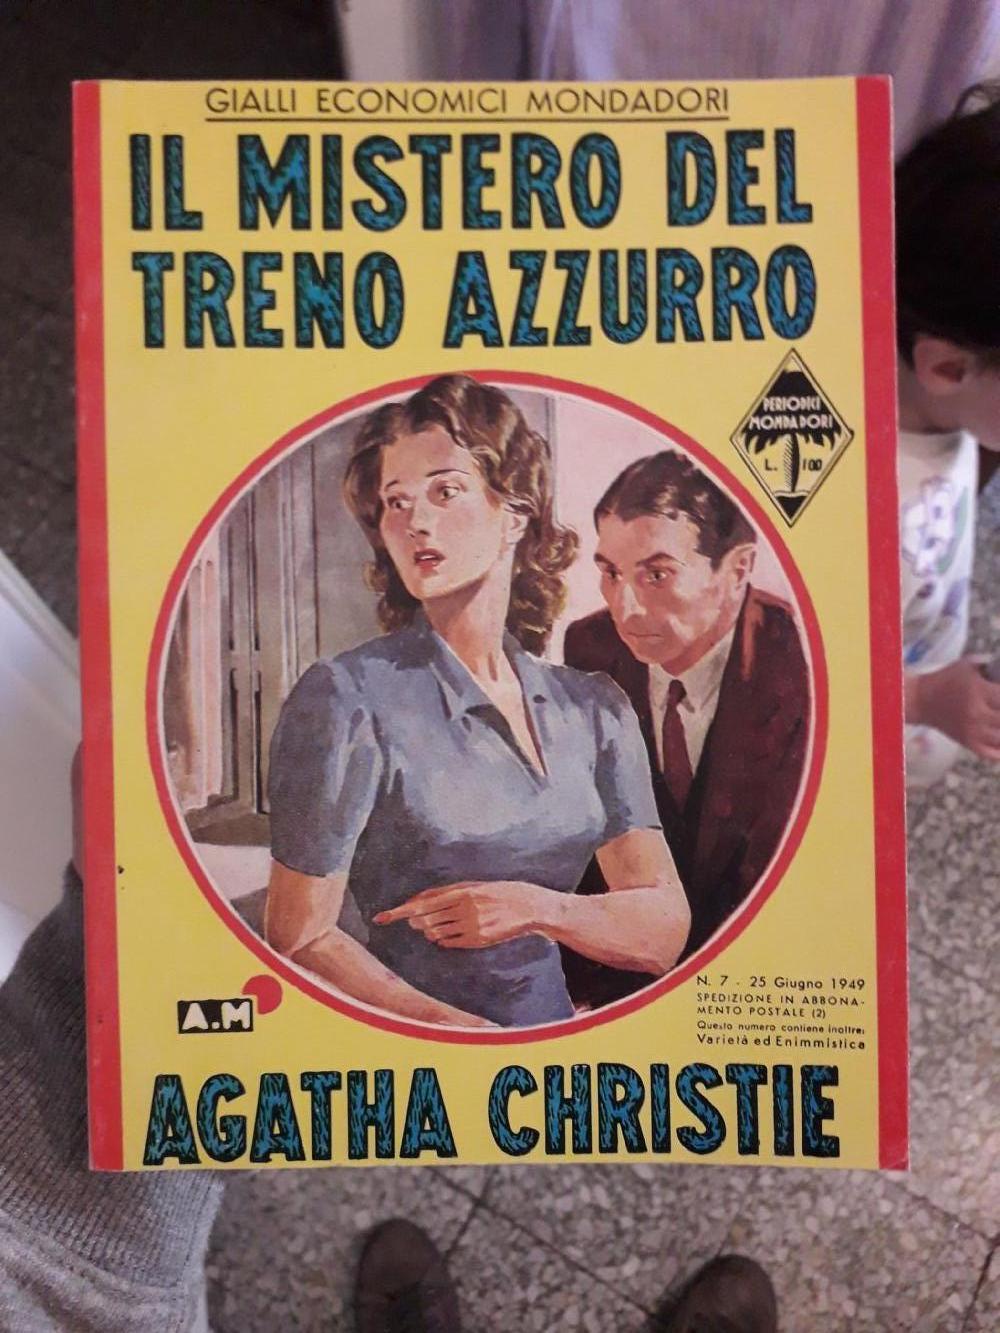 GIALLI ECONOMICI MONDADORI
IL MISTERO DEL
TRENO AZZURRO
PERIODICI
MONDADORI
L. 100
N. 7 - 25 Giugno 1949
SPEDIZIONE IN ABBONA-
MENTO POSTALE (2)
Questo numero contiene inoltre:
Varietà ed Enimmistica
A.M
AGATHA CHRISTIE